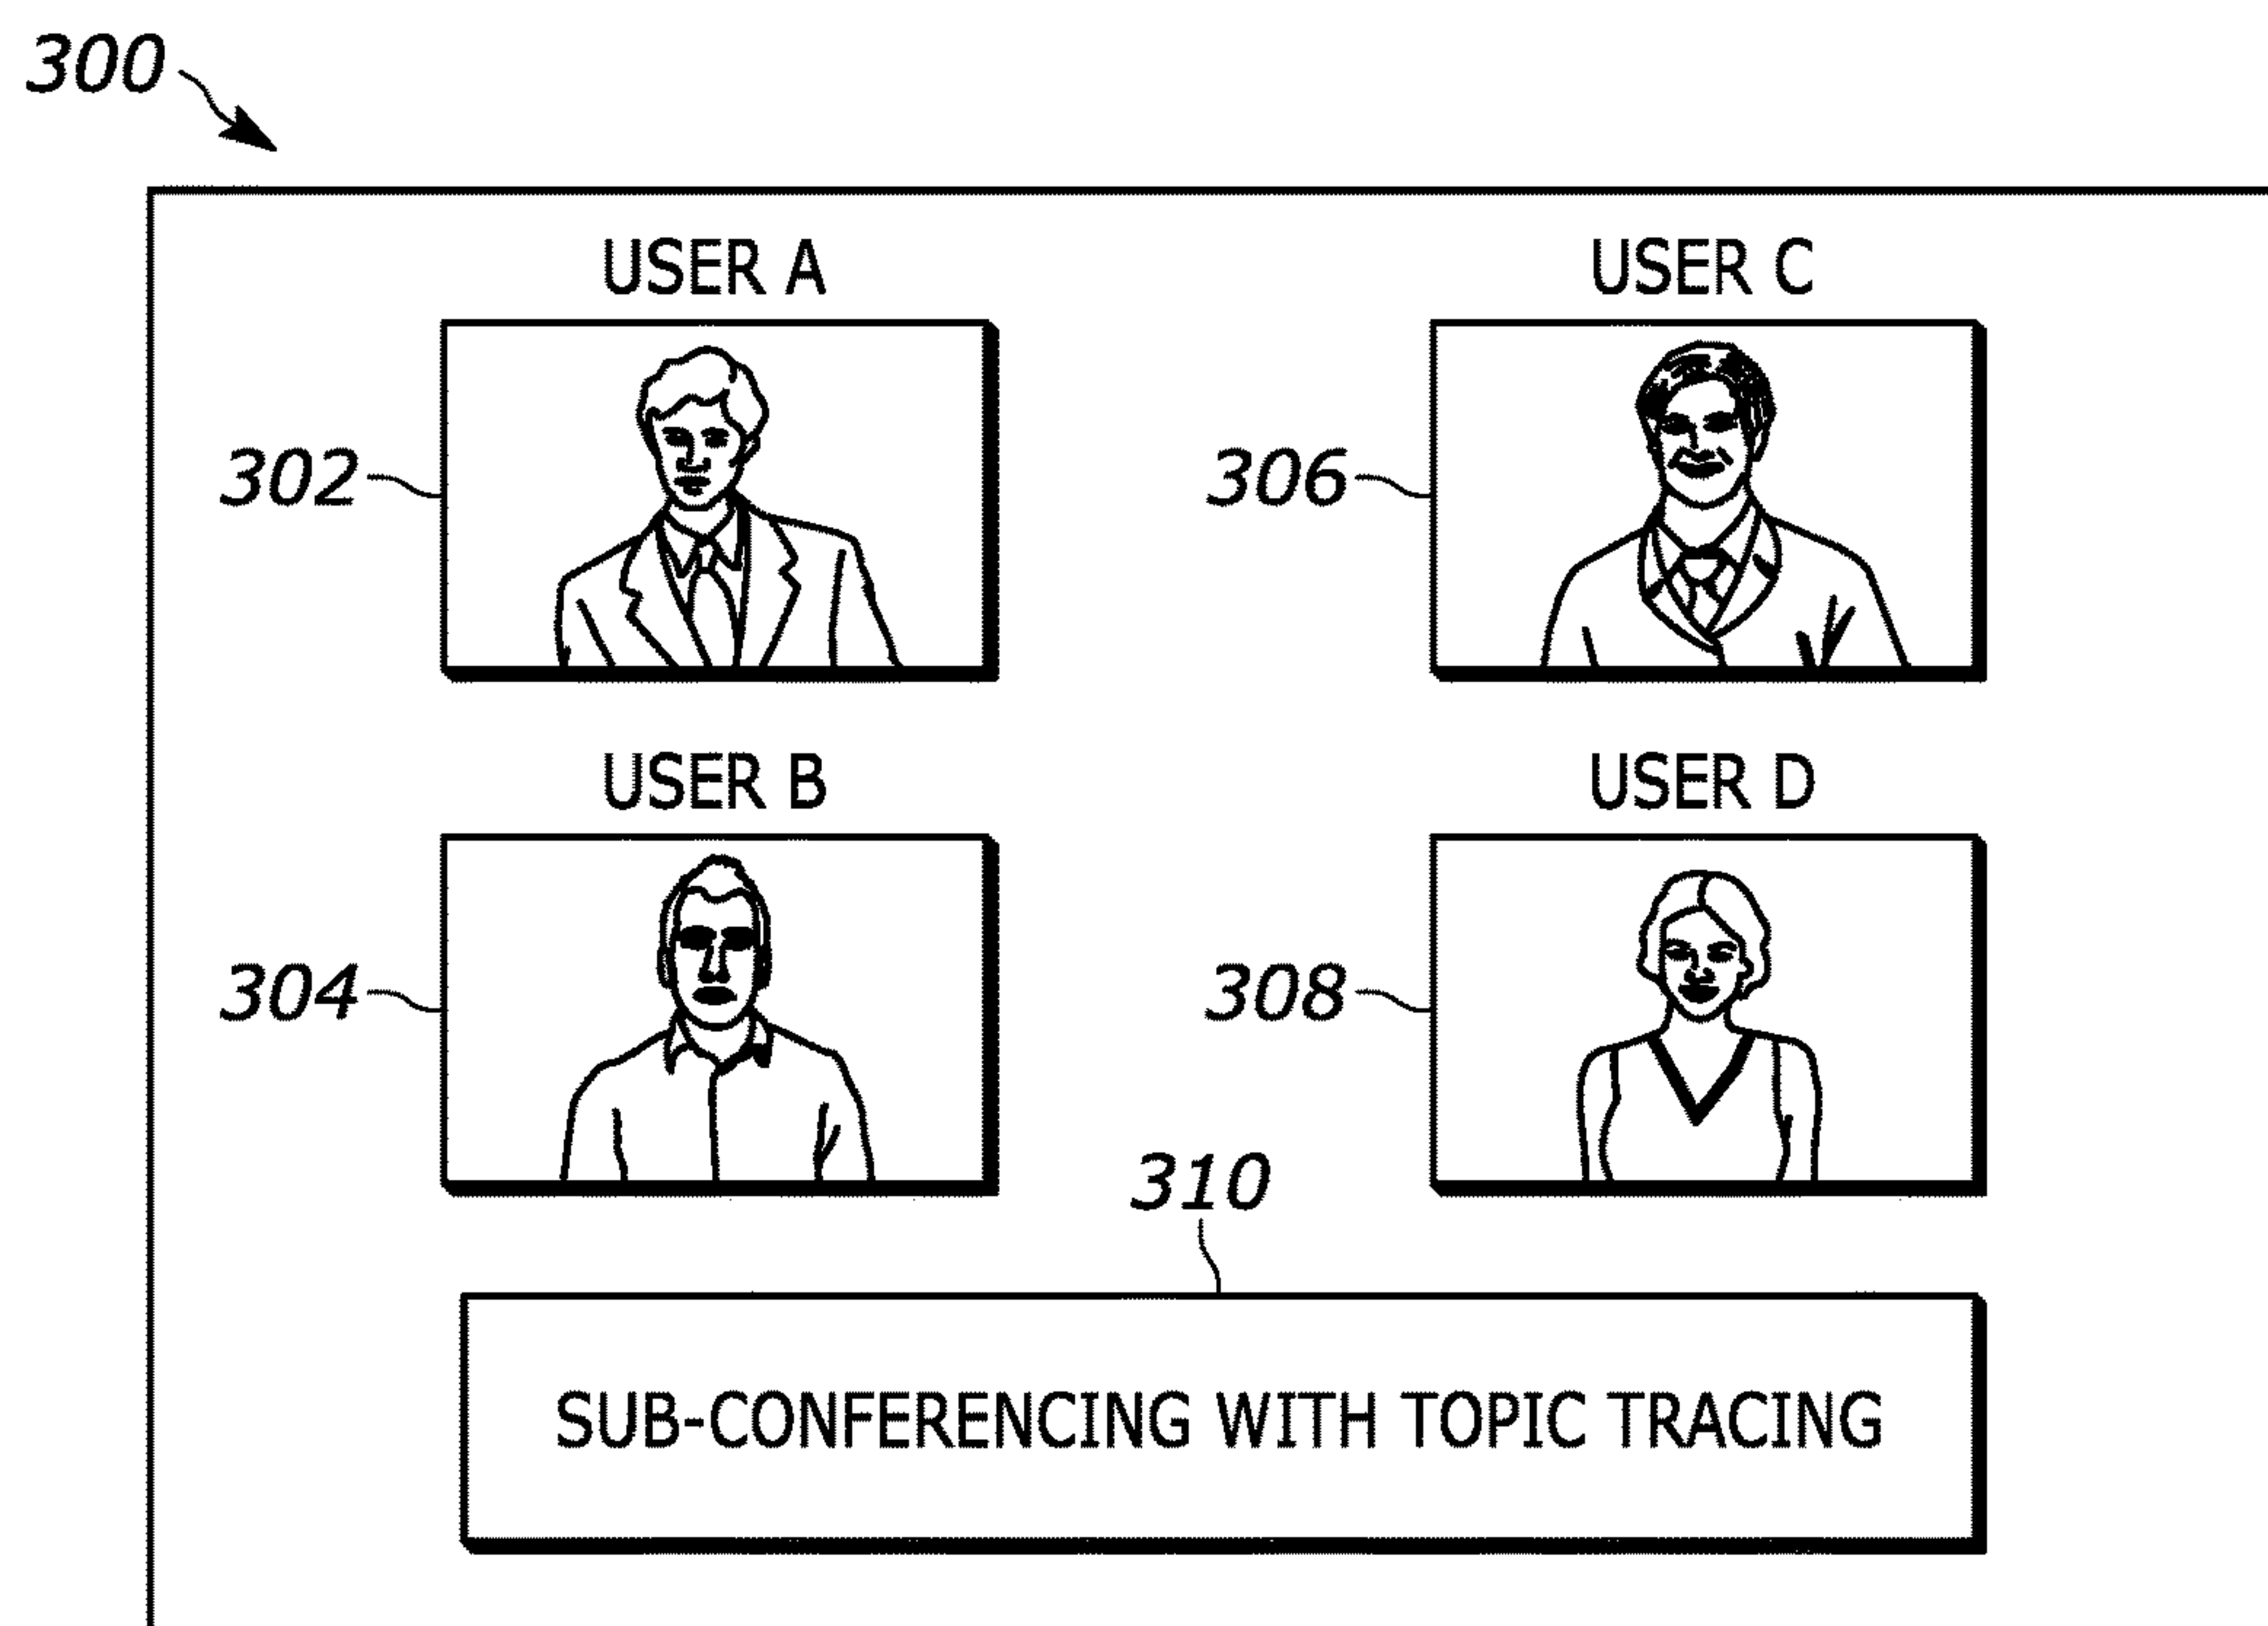 300
USER A
USER C
302
306
USER B
USER D
304
308
310
SUB-CONFERENCING WITH TOPIC TRACING